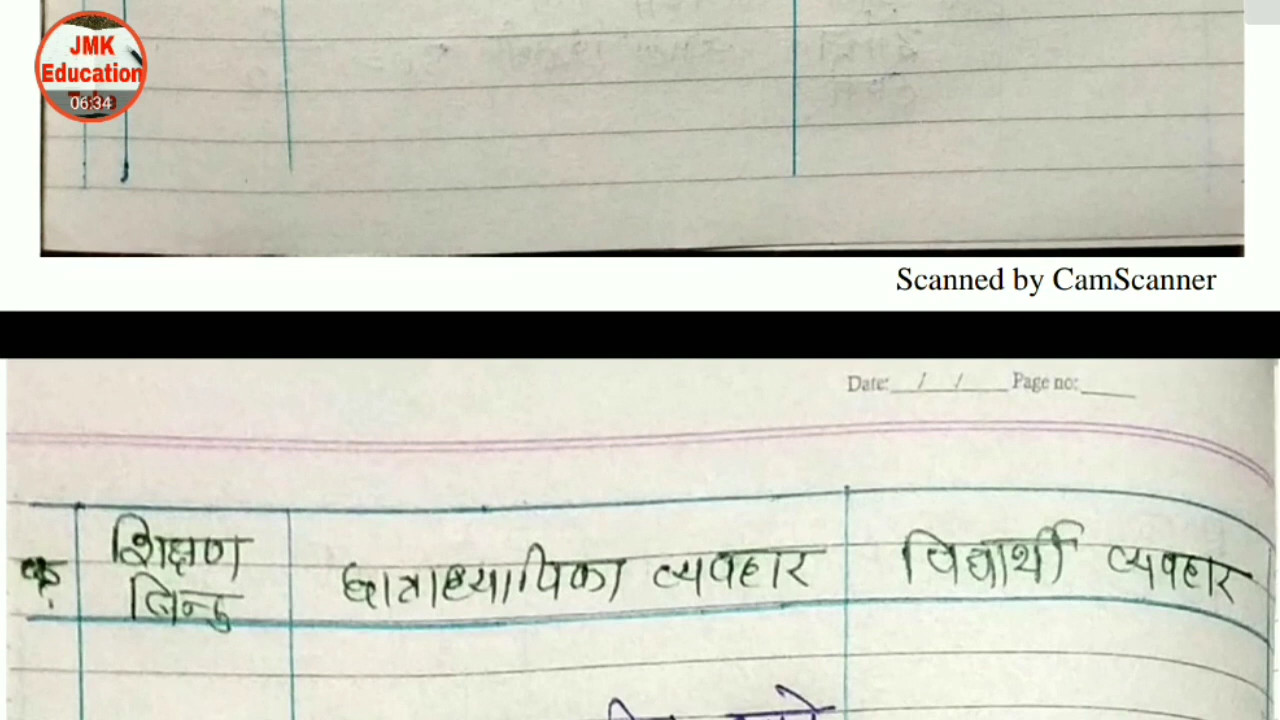 JMK
Education
06:34
Scanned by CamScanner
Date: / / Page no:
क्र शिक्षण बिन्दु छात्राध्यापिका व्यवहार विद्यार्थी व्यवहार